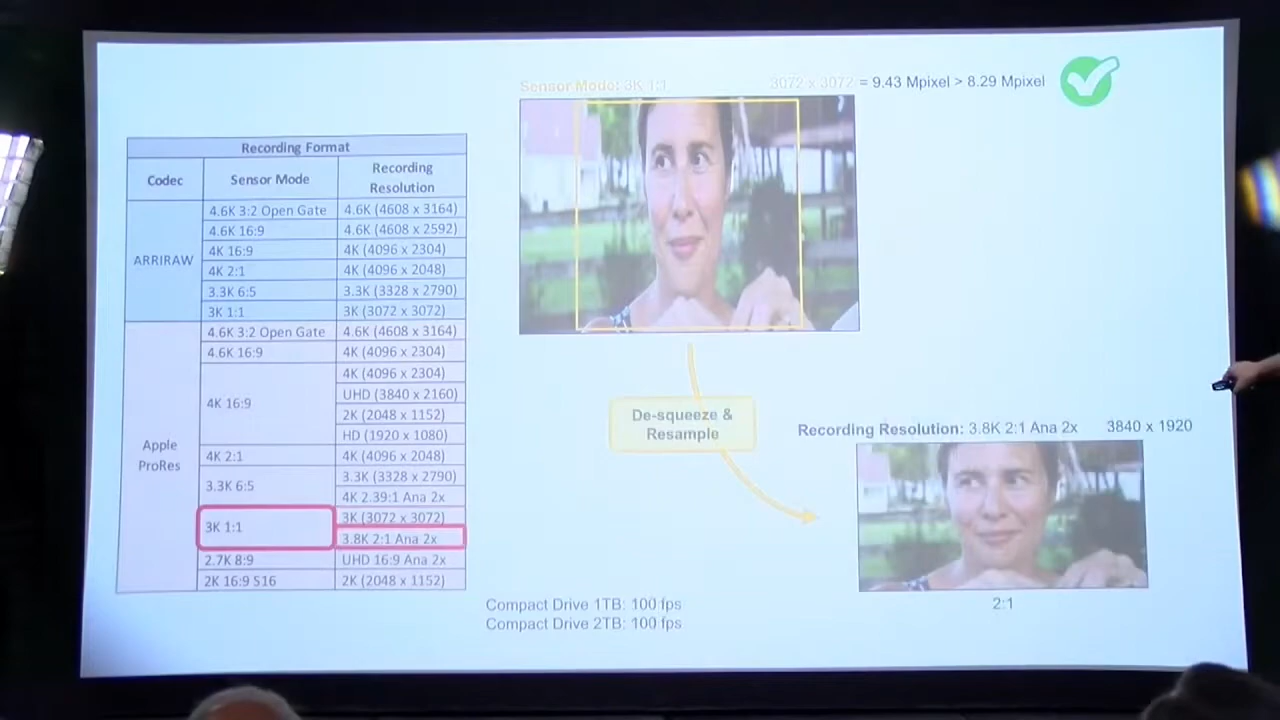 Sensor Mode: 3K 1:1
3072 x 3072 = 9.43 Mpixel > 8.29 Mpixel
Recording Format
Codec
Sensor Mode
Recording
Resolution
ARRIRAW
4.6K 3:2 Open Gate
4.6K (4608 x 3164)
4.6K 16:9
4.6K (4608 x 2592)
4K 16:9
4K (4096 x 2304)
4K 2:1
4K (4096 x 2048)
3.3K 6:5
3.3K (3328 x 2790)
3K 1:1
3K (3072 x 3072)
Apple
ProRes
4.6K 3:2 Open Gate
4.6K (4608 x 3164)
4.6K 16:9
4K (4096 x 2304)
4K 16:9
4K (4096 x 2304)
UHD (3840 x 2160)
2K (2048 x 1152)
HD (1920 x 1080)
4K 2:1
4K (4096 x 2048)
3.3K 6:5
3.3K (3328 x 2790)
4K 2.39:1 Ana 2x
3K 1:1
3K (3072 x 3072)
3.8K 2:1 Ana 2x
2.7K 8:9
UHD 16:9 Ana 2x
2K 16:9 S16
2K (2048 x 1152)
De-squeeze &
Resample
Recording Resolution: 3.8K 2:1 Ana 2x
3840 x 1920
2:1
Compact Drive 1TB: 100 fps
Compact Drive 2TB: 100 fps